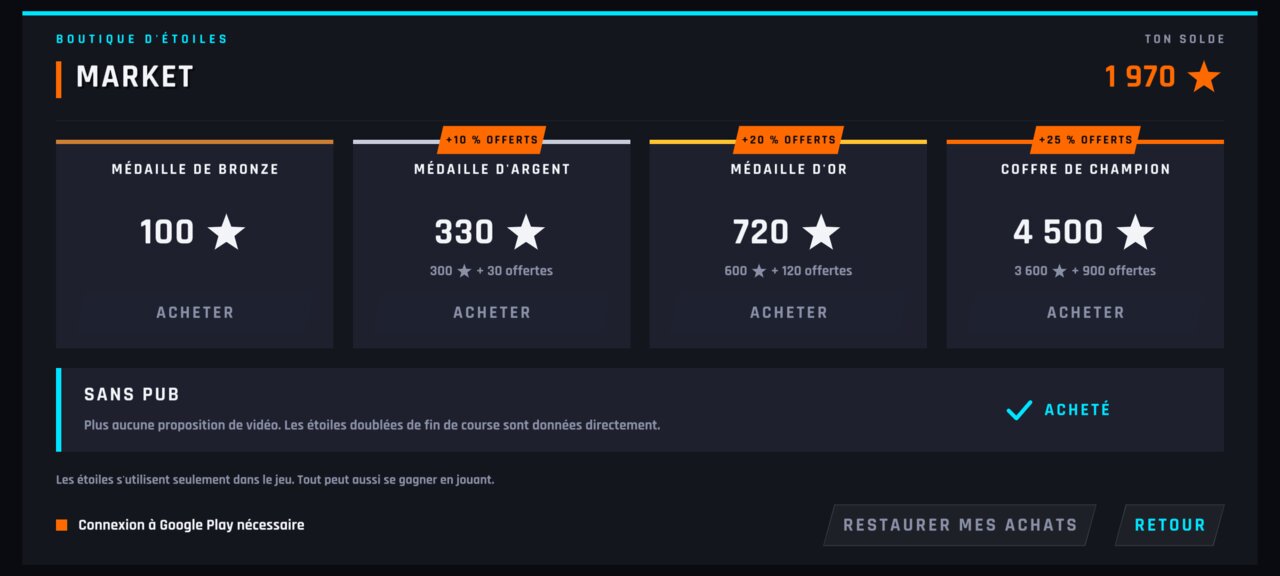 BOUTIQUE D'ÉTOILES
TON SOLDE
MARKET
1 970 ★
+10 % OFFERTS
+20 % OFFERTS
+25 % OFFERTS
MÉDAILLE DE BRONZE
MÉDAILLE D'ARGENT
MÉDAILLE D'OR
COFFRE DE CHAMPION
100 ★
330 ★
720 ★
4 500 ★
300 ★ + 30 offertes
600 ★ + 120 offertes
3 600 ★ + 900 offertes
ACHETER
ACHETER
ACHETER
ACHETER
SANS PUB
Plus aucune proposition de vidéo. Les étoiles doublées de fin de course sont données directement.
ACHETÉ
Les étoiles s'utilisent seulement dans le jeu. Tout peut aussi se gagner en jouant.
Connexion à Google Play nécessaire
RESTAURER MES ACHATS
RETOUR